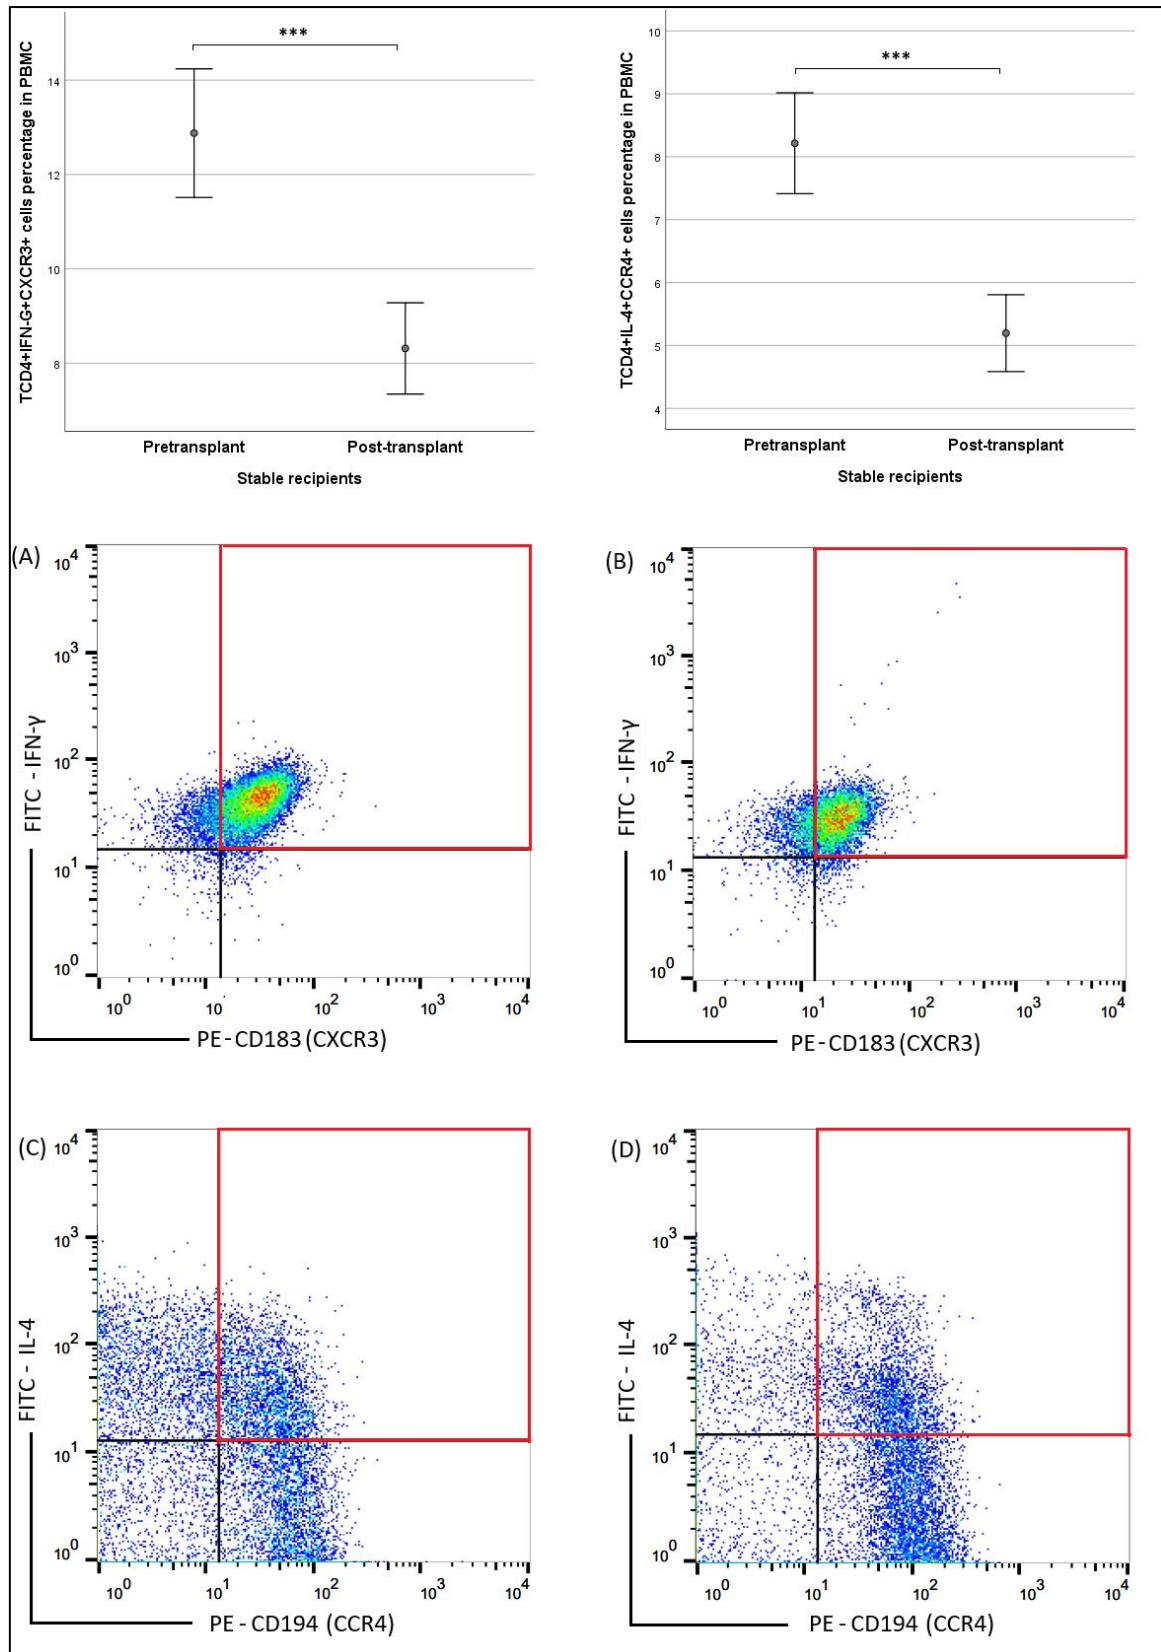 ***
TCD4+IFN-G+CXCR3+ cells percentage in PBMC
14
12
10
8
Pretransplant Post-transplant
Stable recipients
***
TCD4+IL-4+CCR4+ cells percentage in PBMC
10
9
8
7
6
5
4
Pretransplant Post-transplant
Stable recipients
(A)
FITC - IFN-γ
10⁴
10³
10²
10¹
10⁰
10⁰ 10¹ 10² 10³ 10⁴
PE - CD183 (CXCR3)
(B)
FITC - IFN-γ
10⁴
10³
10²
10¹
10⁰
10⁰ 10¹ 10² 10³ 10⁴
PE - CD183 (CXCR3)
(C)
FITC - IL-4
10⁴
10³
10²
10¹
10⁰
10⁰ 10¹ 10² 10³ 10⁴
PE - CD194 (CCR4)
(D)
FITC - IL-4
10⁴
10³
10²
10¹
10⁰
10⁰ 10¹ 10² 10³ 10⁴
PE - CD194 (CCR4)